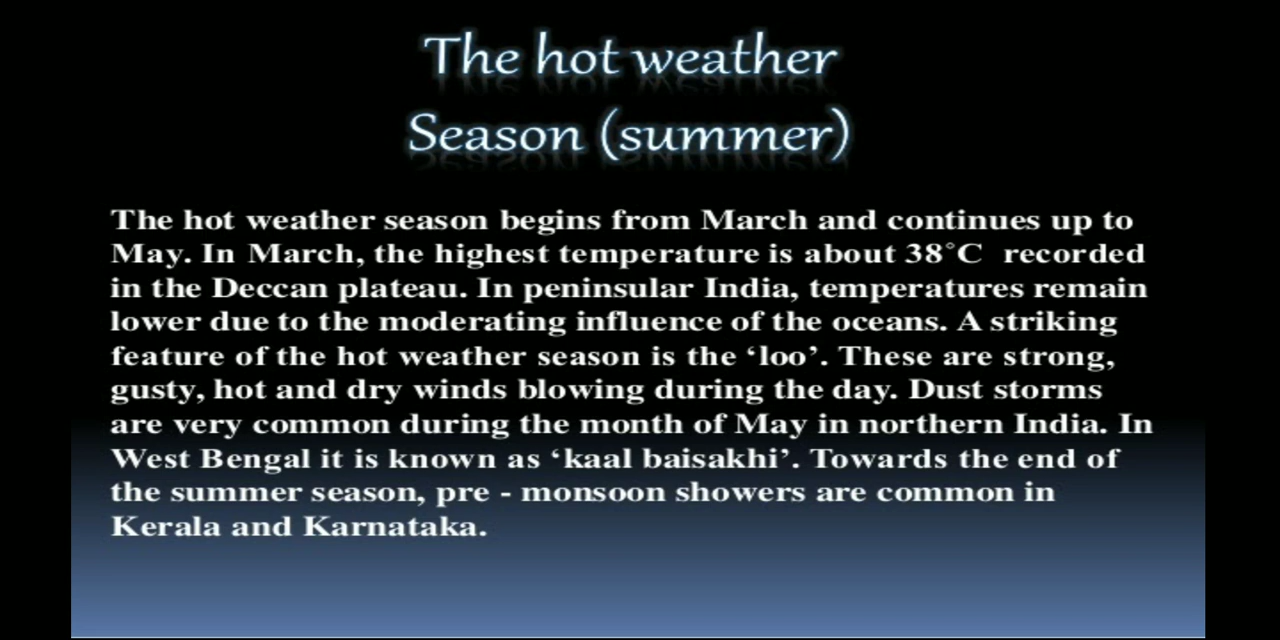 The hot weather
Season (summer)
The hot weather season begins from March and continues up to
May. In March, the highest temperature is about 38°C recorded
in the Deccan plateau. In peninsular India, temperatures remain
lower due to the moderating influence of the oceans. A striking
feature of the hot weather season is the ‘loo’. These are strong,
gusty, hot and dry winds blowing during the day. Dust storms
are very common during the month of May in northern India. In
West Bengal it is known as ‘kaal baisakhi’. Towards the end of
the summer season, pre - monsoon showers are common in
Kerala and Karnataka.